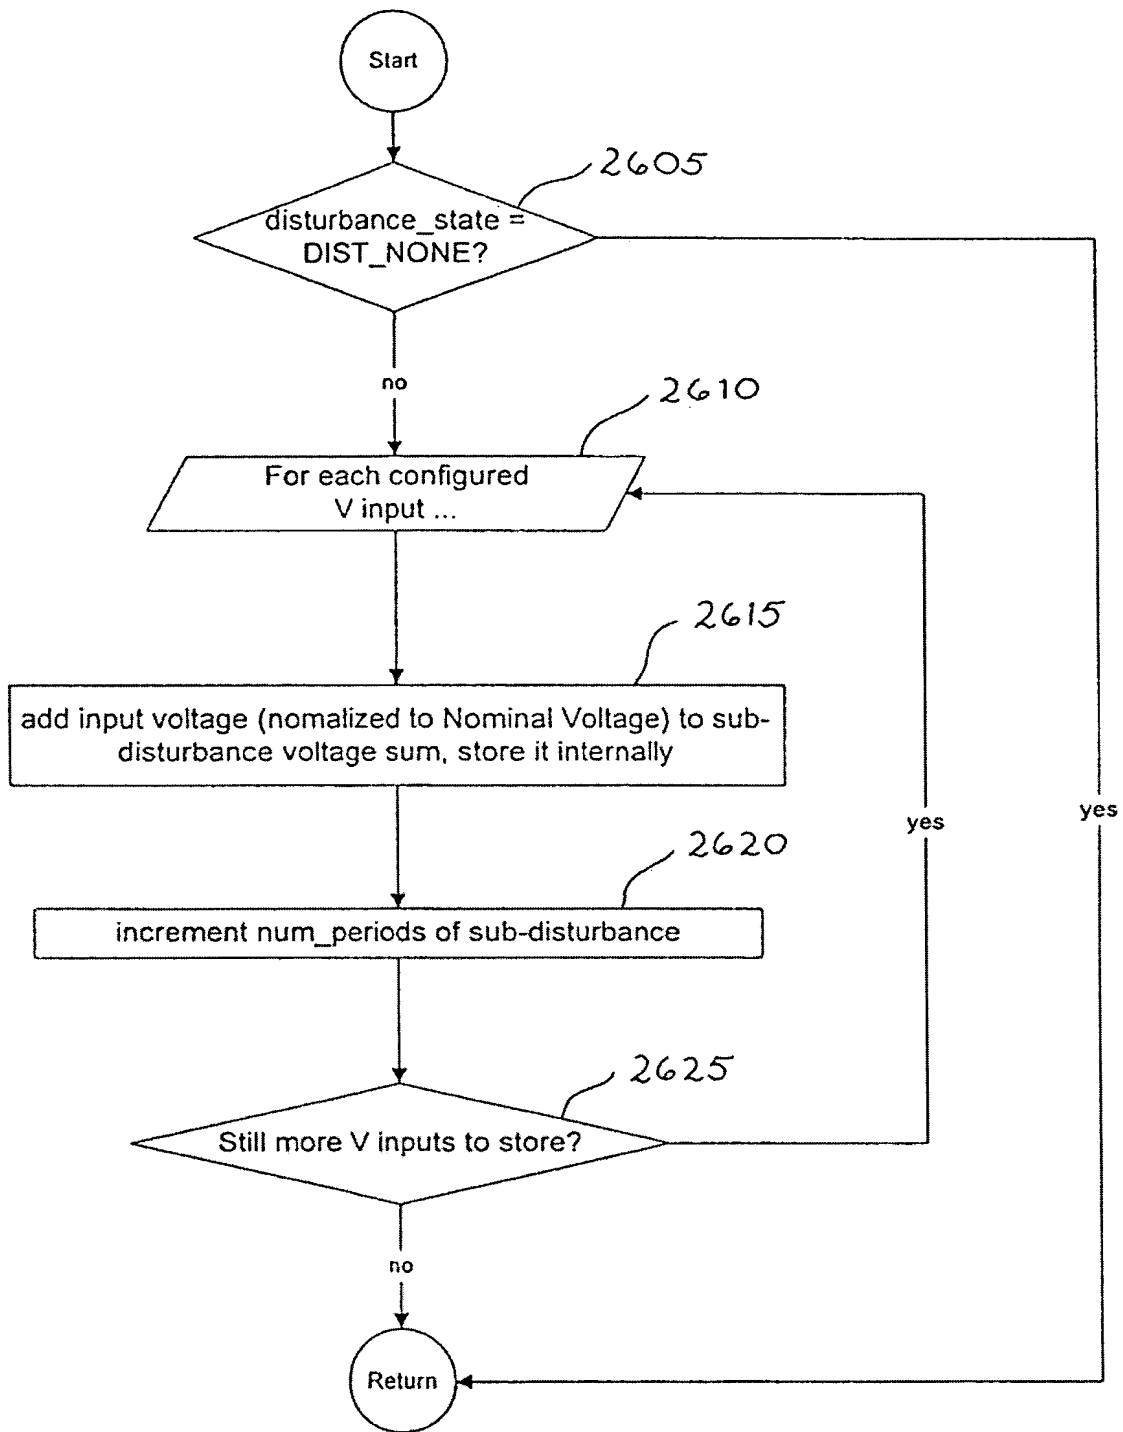 Start
2605
disturbance_state =
DIST_NONE?
no
2610
For each configured
V input ...
2615
add input voltage (nomalized to Nominal Voltage) to sub-
disturbance voltage sum, store it internally
yes
yes
2620
increment num_periods of sub-disturbance
2625
Still more V inputs to store?
no
Return